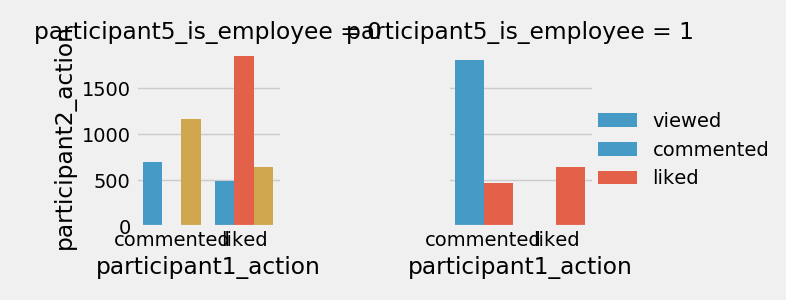 participant5_is_employee = 0
participant5_is_employee = 1
participant2_action
1500
1000
500
0
commented liked
commented liked
participant1_action
participant1_action
viewed
commented
liked